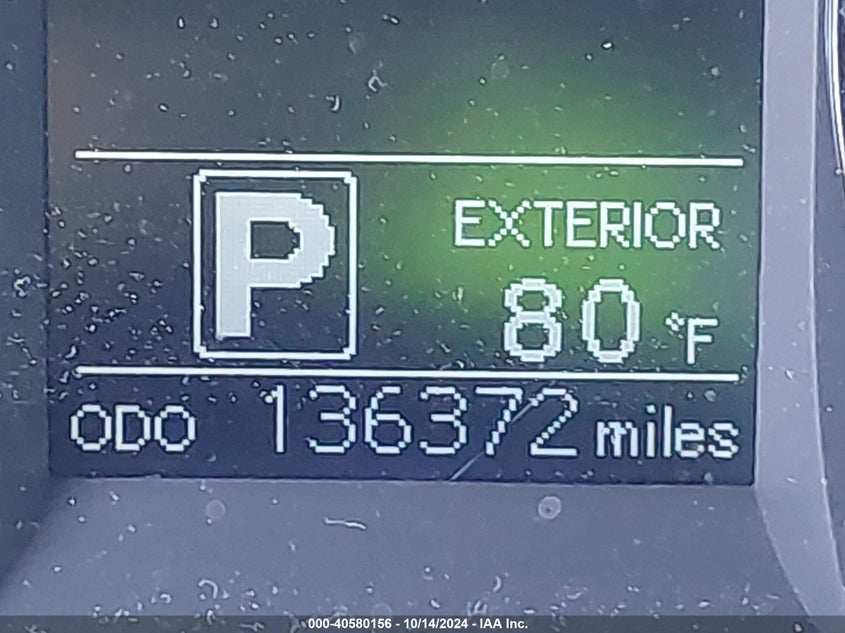 P
EXTERIOR
80 °F
ODO 136372 miles
000-40580156 - 10/14/2024 - IAA Inc.